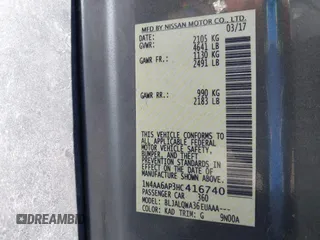 MFD BY NISSAN MOTOR CO., LTD.
DATE: 03/17
GVWR: 2105 KG
4641 LB
GAWR FR.: 1130 KG
2491 LB
GAWR RR.: 990 KG
2183 LB
THIS VEHICLE CONFORMS TO ALL
APPLICABLE FEDERAL MOTOR
VEHICLE SAFETY, BUMPER, AND
THEFT PREVENTION STANDARDS IN
EFFECT ON THE DATE OF
MANUFACTURE SHOWN ABOVE.
1N4AA6AP3HC416740
PASSENGER CAR 360
MODEL: BLJALQWA36EUAAA---
COLOR: KAD TRIM: G 9N00A
AUTOBIDMASTER